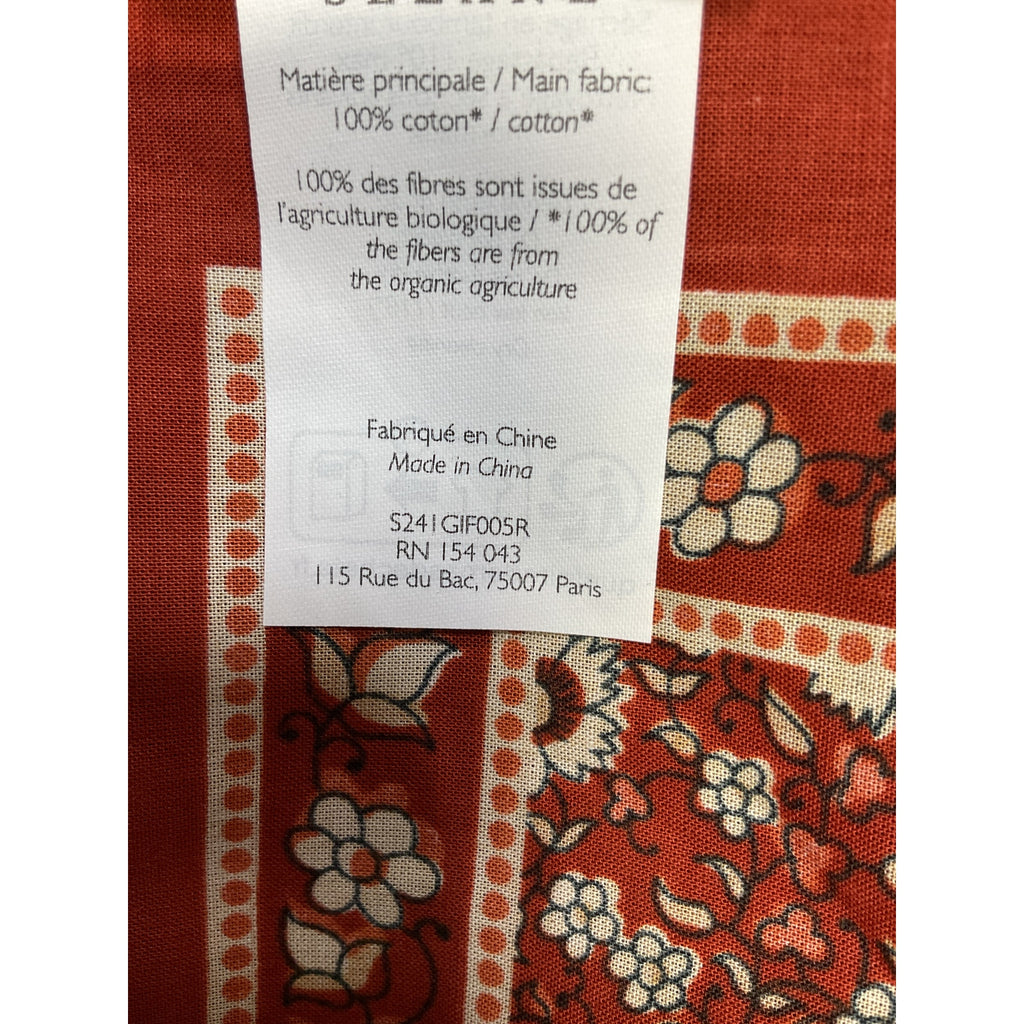 Matière principale / Main fabric:
100% coton* / cotton*
100% des fibres sont issues de
l'agriculture biologique / *100% of
the fibers are from
the organic agriculture
Fabriqué en Chine
Made in China
S241GIF005R
RN 154 043
115 Rue du Bac, 75007 Paris